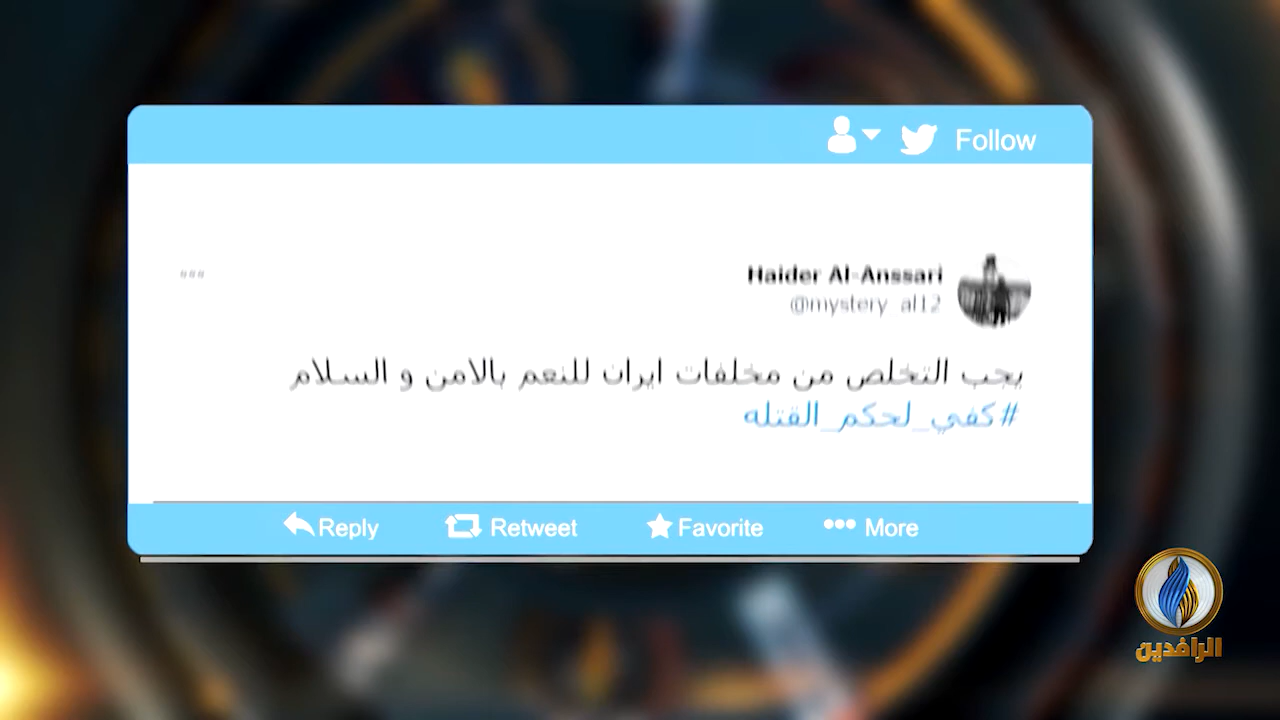 Follow
Haider Al-Anssari
@mystery_al12
يجب التخلص من مخلفات ايران للنعم بالامن و السلام
#كفي_لحكم_القتله
Reply Retweet Favorite More
الرافدين